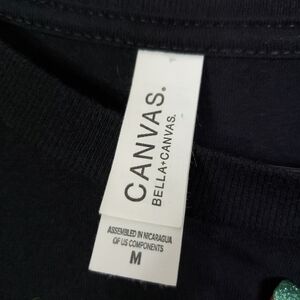 CANVAS.
BELLA+CANVAS.
ASSEMBLED IN NICARAGUA
OF US COMPONENTS
M